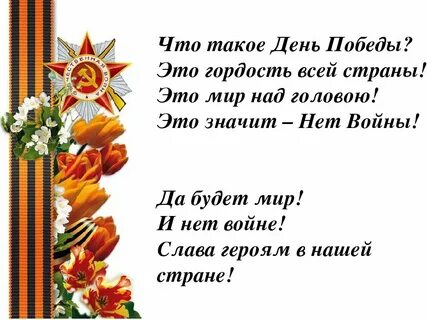 Что такое День Победы?
Это гордость всей страны!
Это мир над головою!
Это значит – Нет Войны!
Да будет мир!
И нет войне!
Слава героям в нашей
стране!